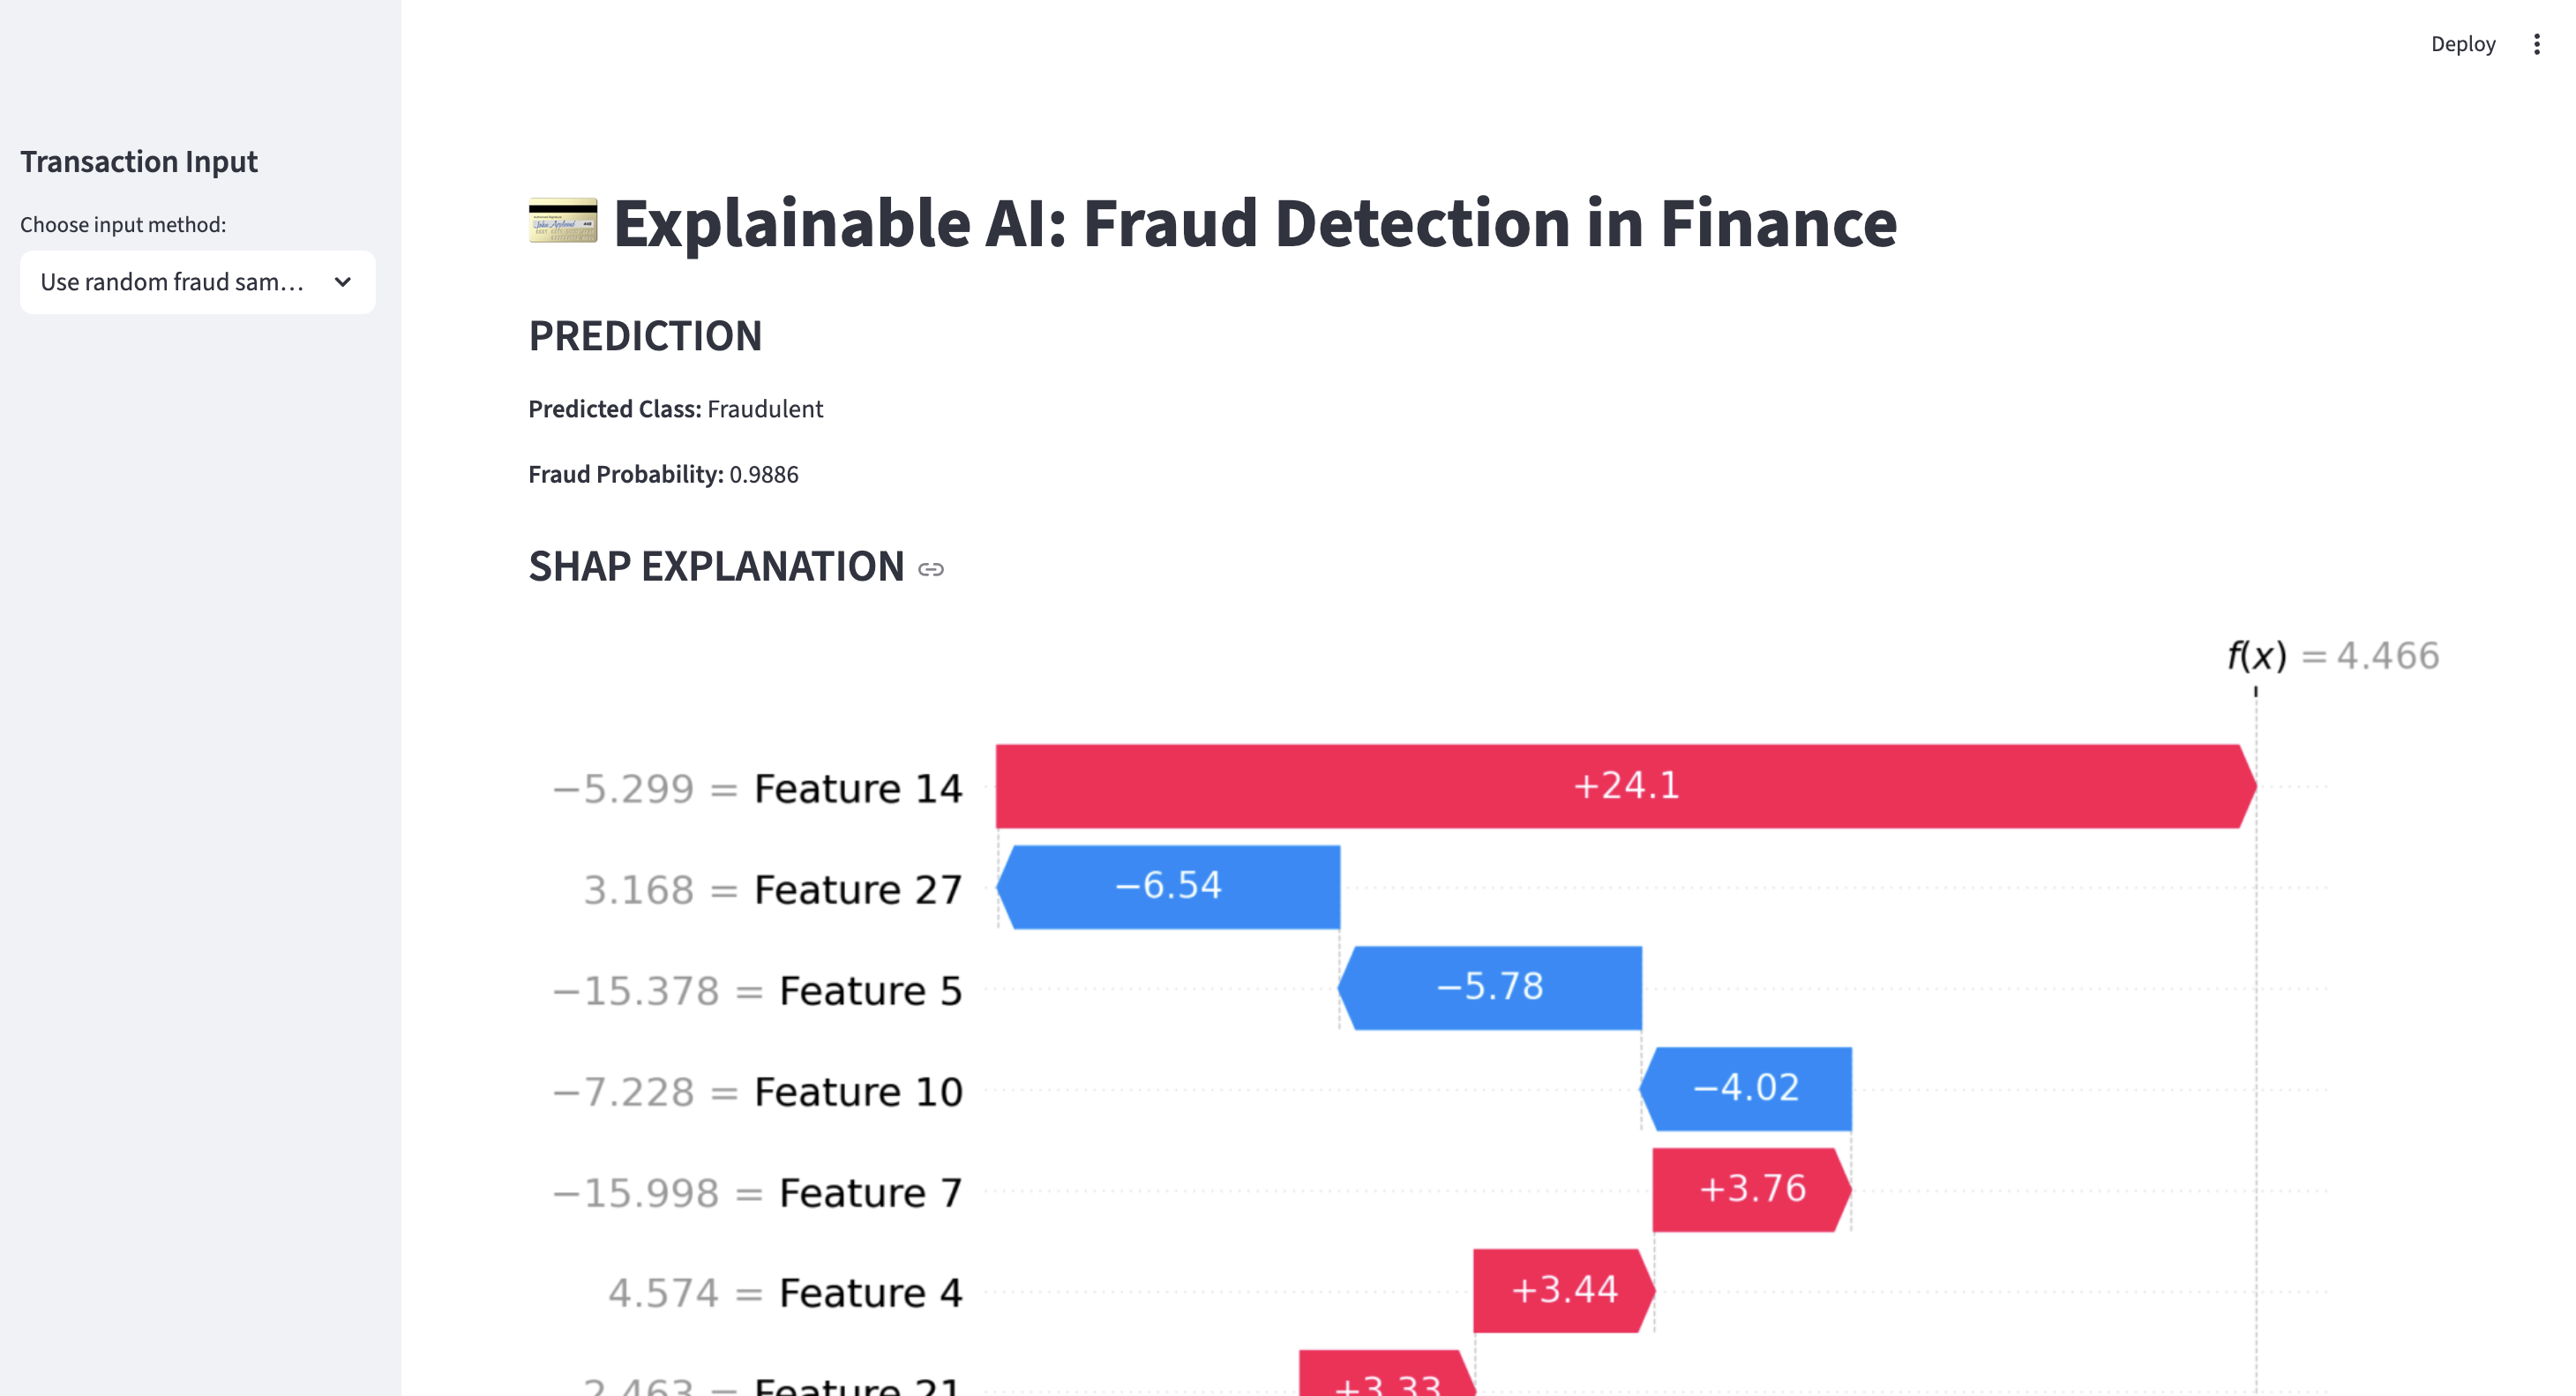 Deploy
Transaction Input
Choose input method:
Use random fraud sam...
Explainable AI: Fraud Detection in Finance
PREDICTION
Predicted Class: Fraudulent
Fraud Probability: 0.9886
SHAP EXPLANATION
f(x) = 4.466
−5.299 = Feature 14 +24.1
3.168 = Feature 27 −6.54
−15.378 = Feature 5 −5.78
−7.228 = Feature 10 −4.02
−15.998 = Feature 7 +3.76
4.574 = Feature 4 +3.44
2.463 = Feature 21 +3.33